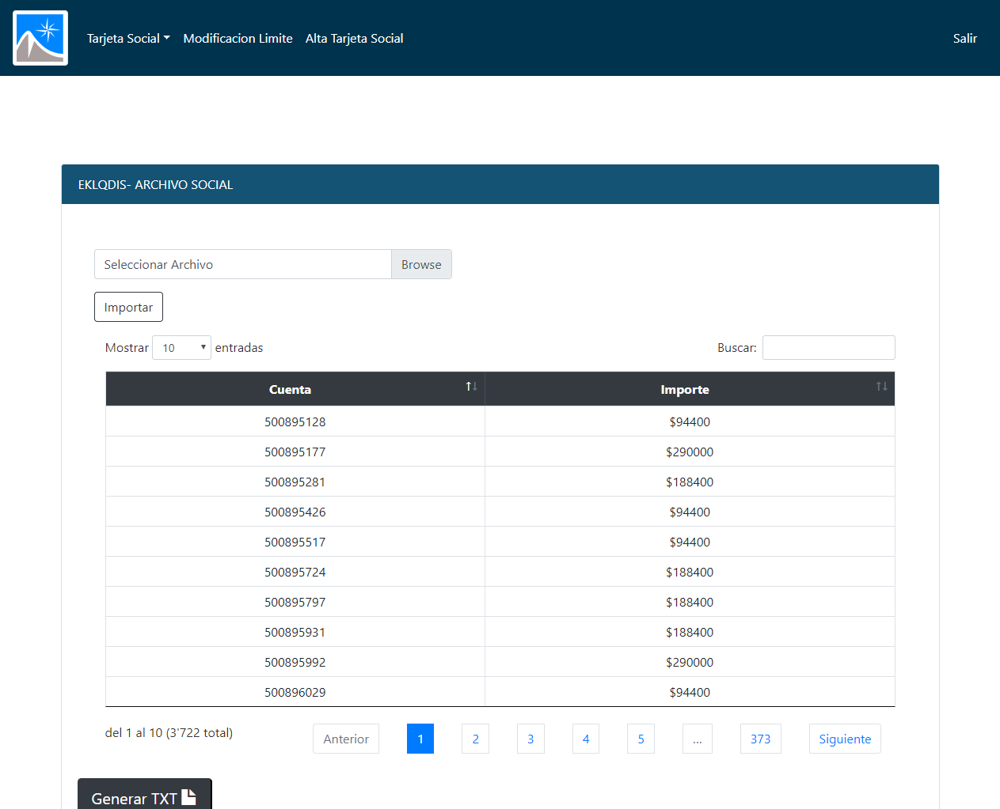 Tarjeta Social Modificacion Limite Alta Tarjeta Social Salir
EKLQDIS- ARCHIVO SOCIAL
Seleccionar Archivo Browse
Importar
Mostrar 10 entradas Buscar:
Cuenta Importe
500895128 $94400
500895177 $290000
500895281 $188400
500895426 $94400
500895517 $94400
500895724 $188400
500895797 $188400
500895931 $188400
500895992 $290000
500896029 $94400
del 1 al 10 (3'722 total) Anterior 1 2 3 4 5 ... 373 Siguiente
Generar TXT